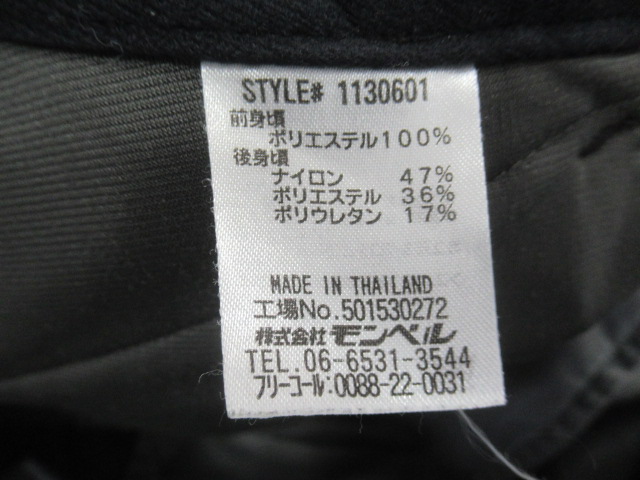 STYLE# 1130601
前身頃
ポリエステル100%
後身頃
ナイロン 47%
ポリエステル 36%
ポリウレタン 17%
MADE IN THAILAND
工場No.501530272
株式会社 モンベル
TEL.06-6531-3544
フリーコール:0088-22-0031